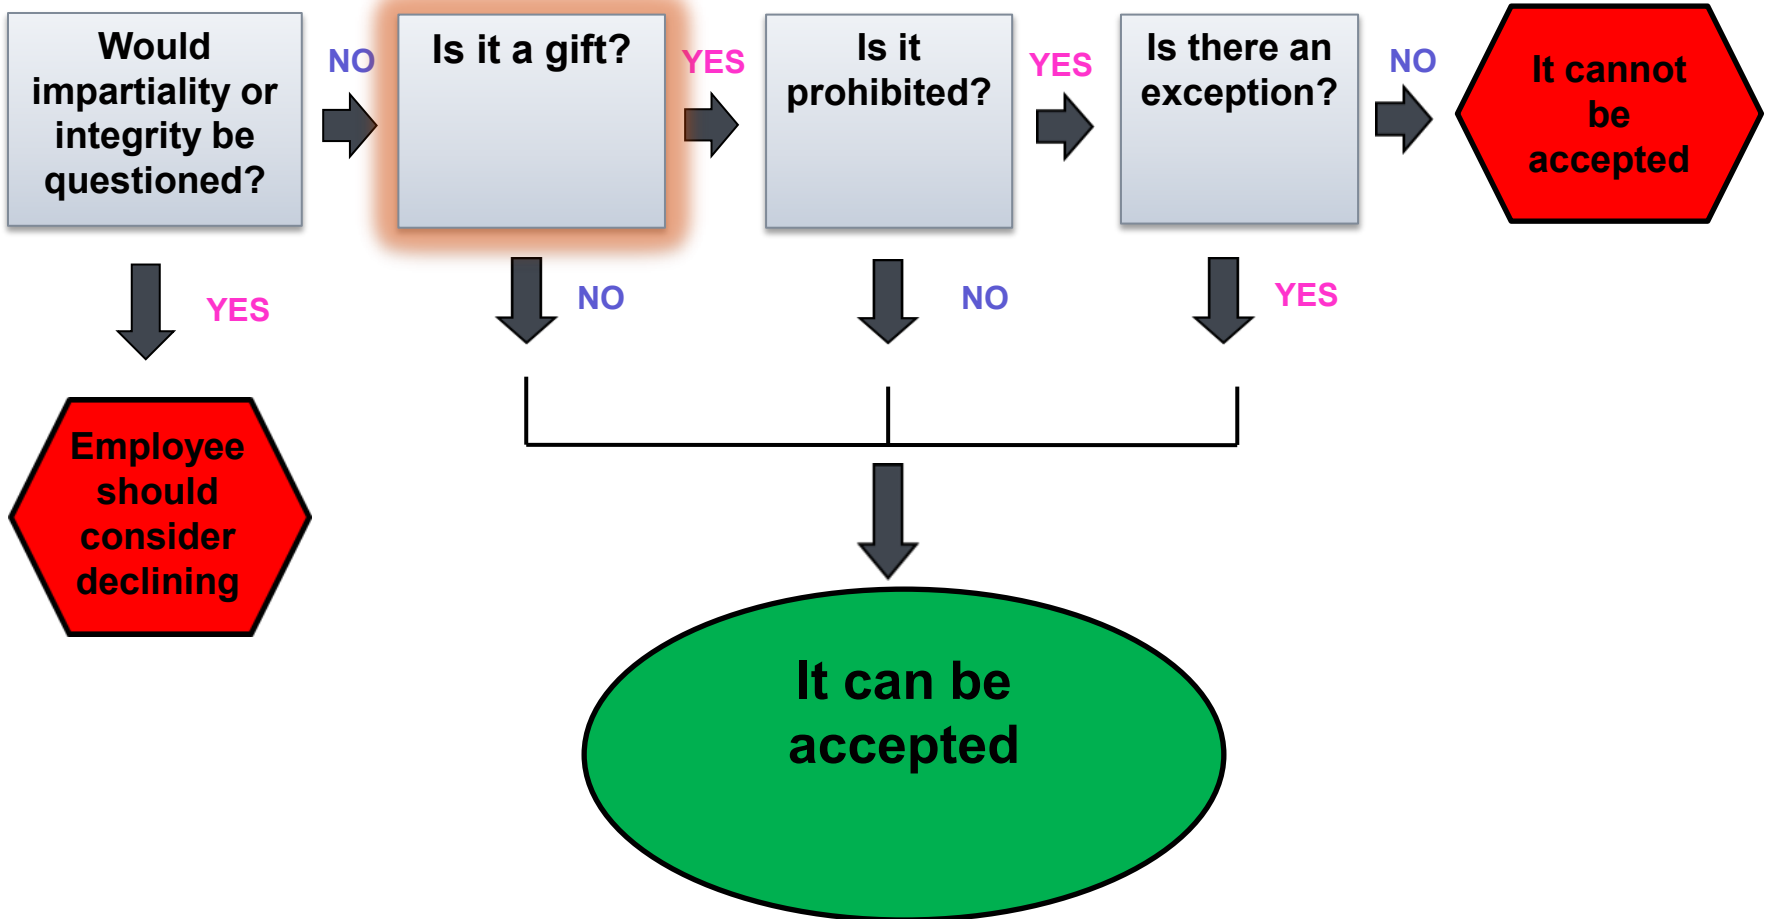 Would
impartiality or
integrity be
questioned?
NO
Is it a gift?
YES
Is it
prohibited?
YES
Is there an
exception?
NO
It cannot
be
accepted
YES
NO
NO
YES
Employee
should
consider
declining
It can be
accepted